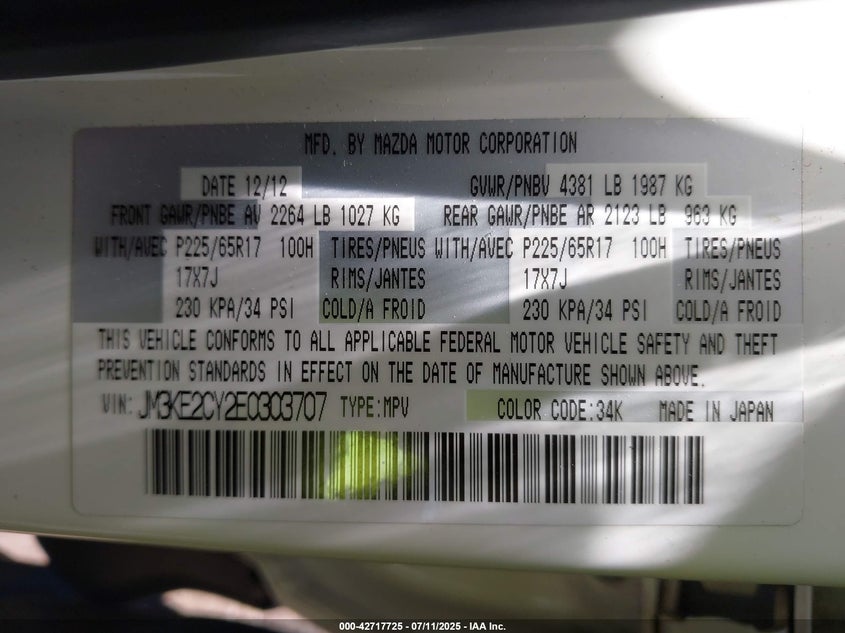 MFD. BY MAZDA MOTOR CORPORATION
DATE 12/12 GVWR/PNBV 4381 LB 1987 KG
FRONT GAWR/PNBE AV 2264 LB 1027 KG REAR GAWR/PNBE AR 2123 LB 963 KG
WITH/AVEC P225/65R17 100H TIRES/PNEUS WITH/AVEC P225/65R17 100H TIRES/PNEUS
17X7J RIMS/JANTES 17X7J RIMS/JANTES
230 KPA/34 PSI COLD/A FROID 230 KPA/34 PSI COLD/A FROID
THIS VEHICLE CONFORMS TO ALL APPLICABLE FEDERAL MOTOR VEHICLE SAFETY AND THEFT
PREVENTION STANDARDS IN EFFECT ON THE DATE OF MANUFACTURE SHOWN ABOVE.
VIN: JM3KE2CY2E0303707 TYPE:MPV COLOR CODE:34K MADE IN JAPAN
000-42717725 - 07/11/2025 - IAA Inc.